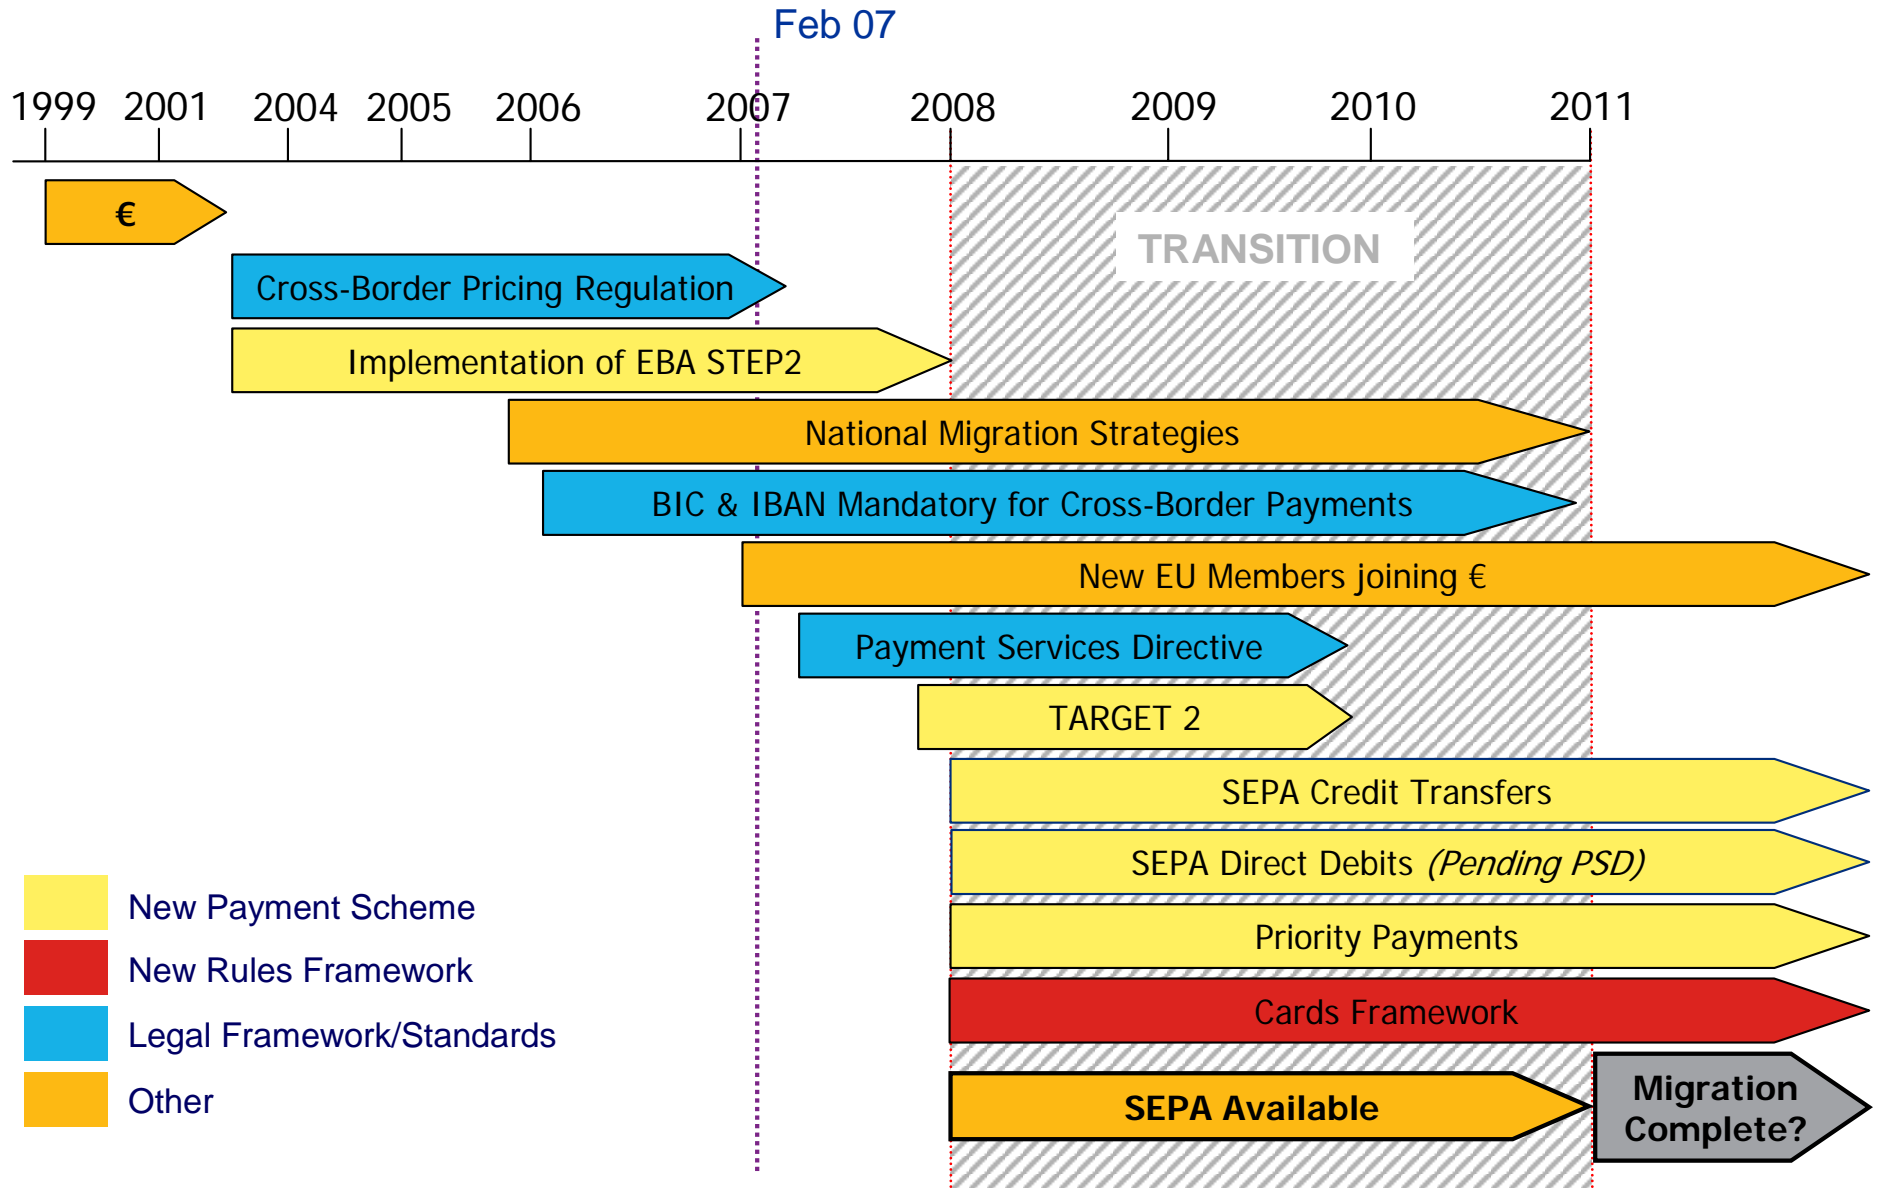 Feb 07
1999 2001 2004 2005 2006 2007 2008 2009 2010 2011
€
TRANSITION
Cross-Border Pricing Regulation
Implementation of EBA STEP2
National Migration Strategies
BIC & IBAN Mandatory for Cross-Border Payments
New EU Members joining €
Payment Services Directive
TARGET 2
SEPA Credit Transfers
SEPA Direct Debits (Pending PSD)
Priority Payments
Cards Framework
SEPA Available
Migration
Complete?
New Payment Scheme
New Rules Framework
Legal Framework/Standards
Other